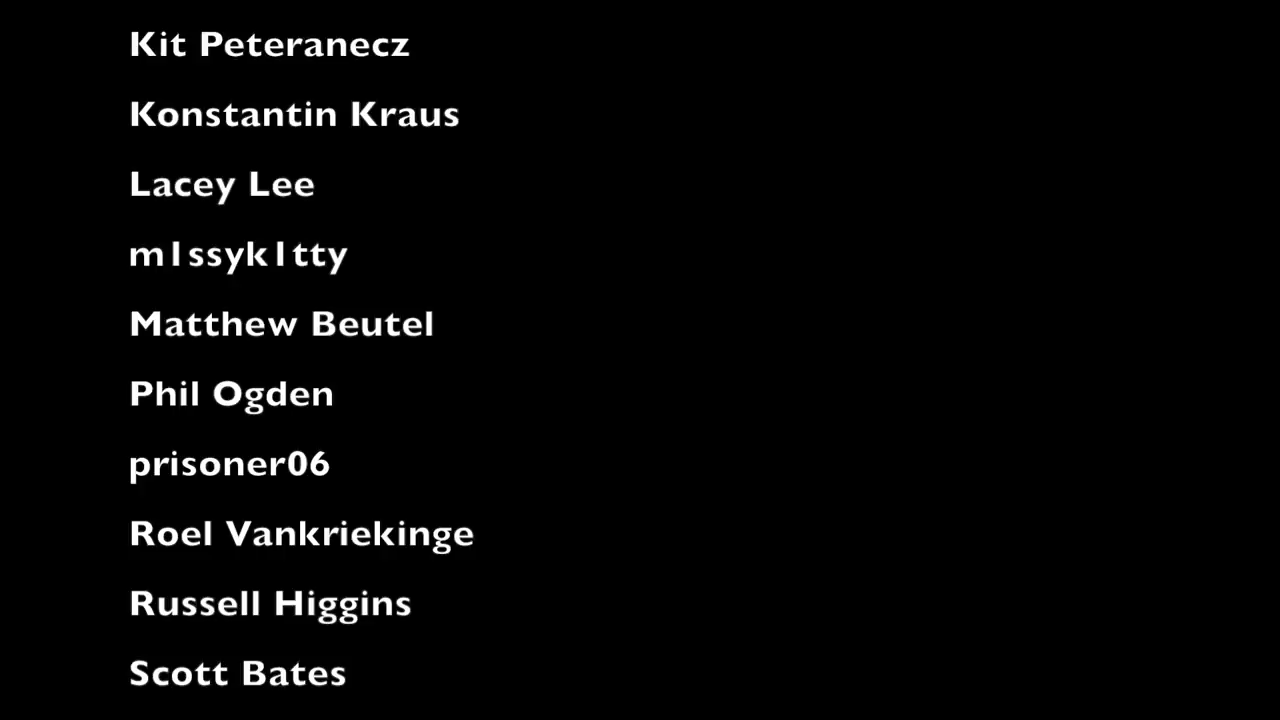 Kit Peteranecz
Konstantin Kraus
Lacey Lee
m1ssyk1tty
Matthew Beutel
Phil Ogden
prisoner06
Roel Vankriekinge
Russell Higgins
Scott Bates